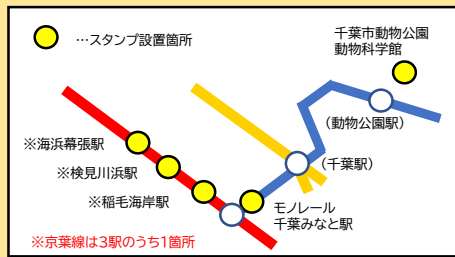 …スタンプ設置箇所
千葉市動物公園
動物科学館
(動物公園駅)
※海浜幕張駅
※検見川浜駅
(千葉駅)
※稲毛海岸駅
モノレール
千葉みなと駅
※京葉線は3駅のうち1箇所